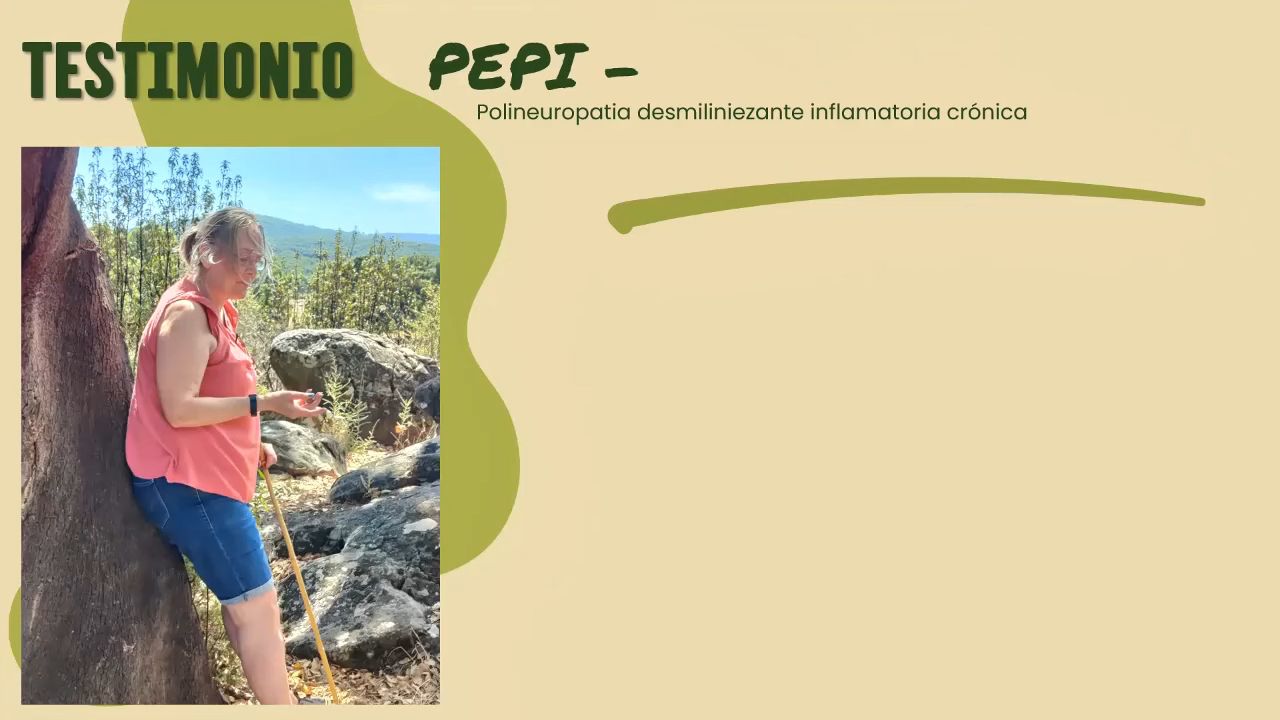 TESTIMONIO
PEPI -
Polineuropatia desmiliniezante inflamatoria crónica